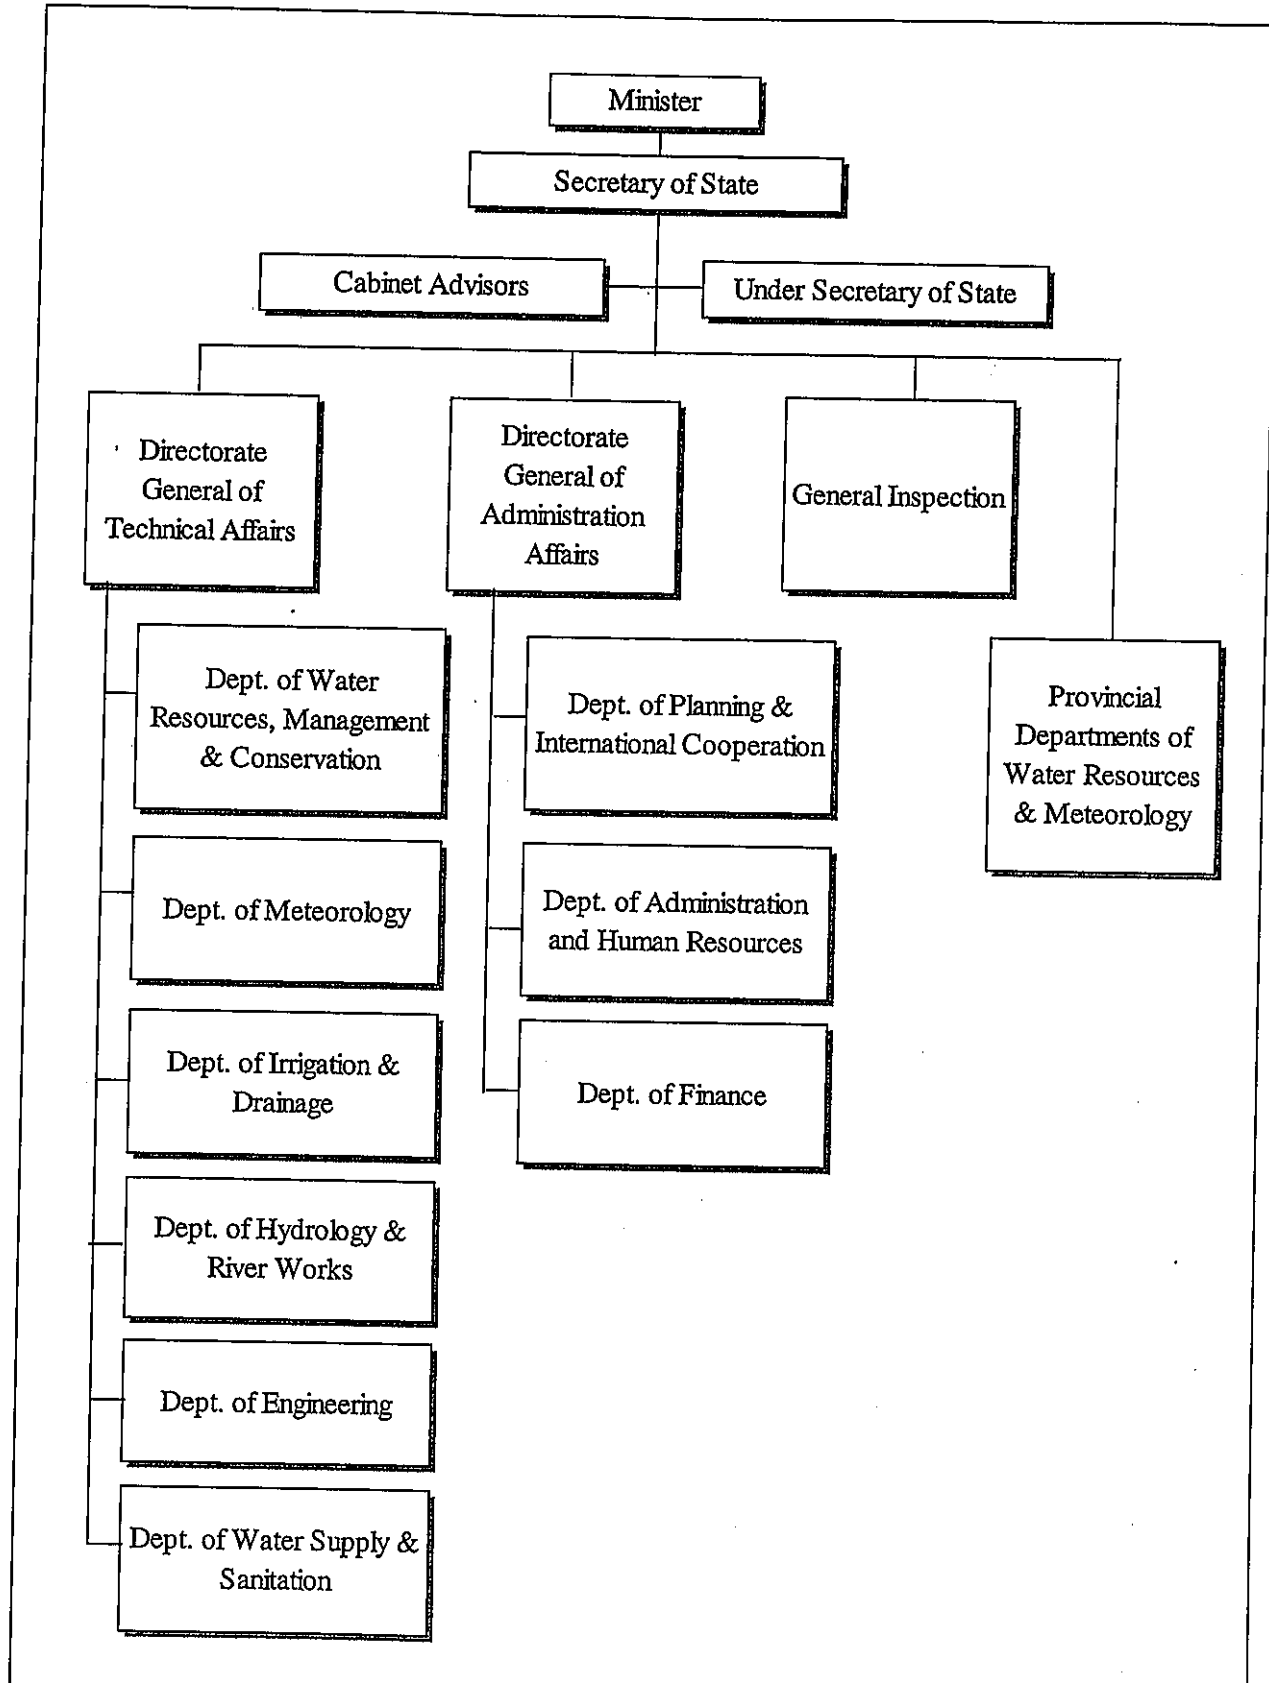 Minister
Secretary of State
Cabinet Advisors
Under Secretary of State
Directorate
General of
Technical Affairs
Directorate
General of
Administration
Affairs
General Inspection
Dept. of Water
Resources, Management
& Conservation
Dept. of Meteorology
Dept. of Irrigation &
Drainage
Dept. of Hydrology &
River Works
Dept. of Engineering
Dept. of Water Supply &
Sanitation
Dept. of Planning &
International Cooperation
Dept. of Administration
and Human Resources
Dept. of Finance
Provincial
Departments of
Water Resources
& Meteorology